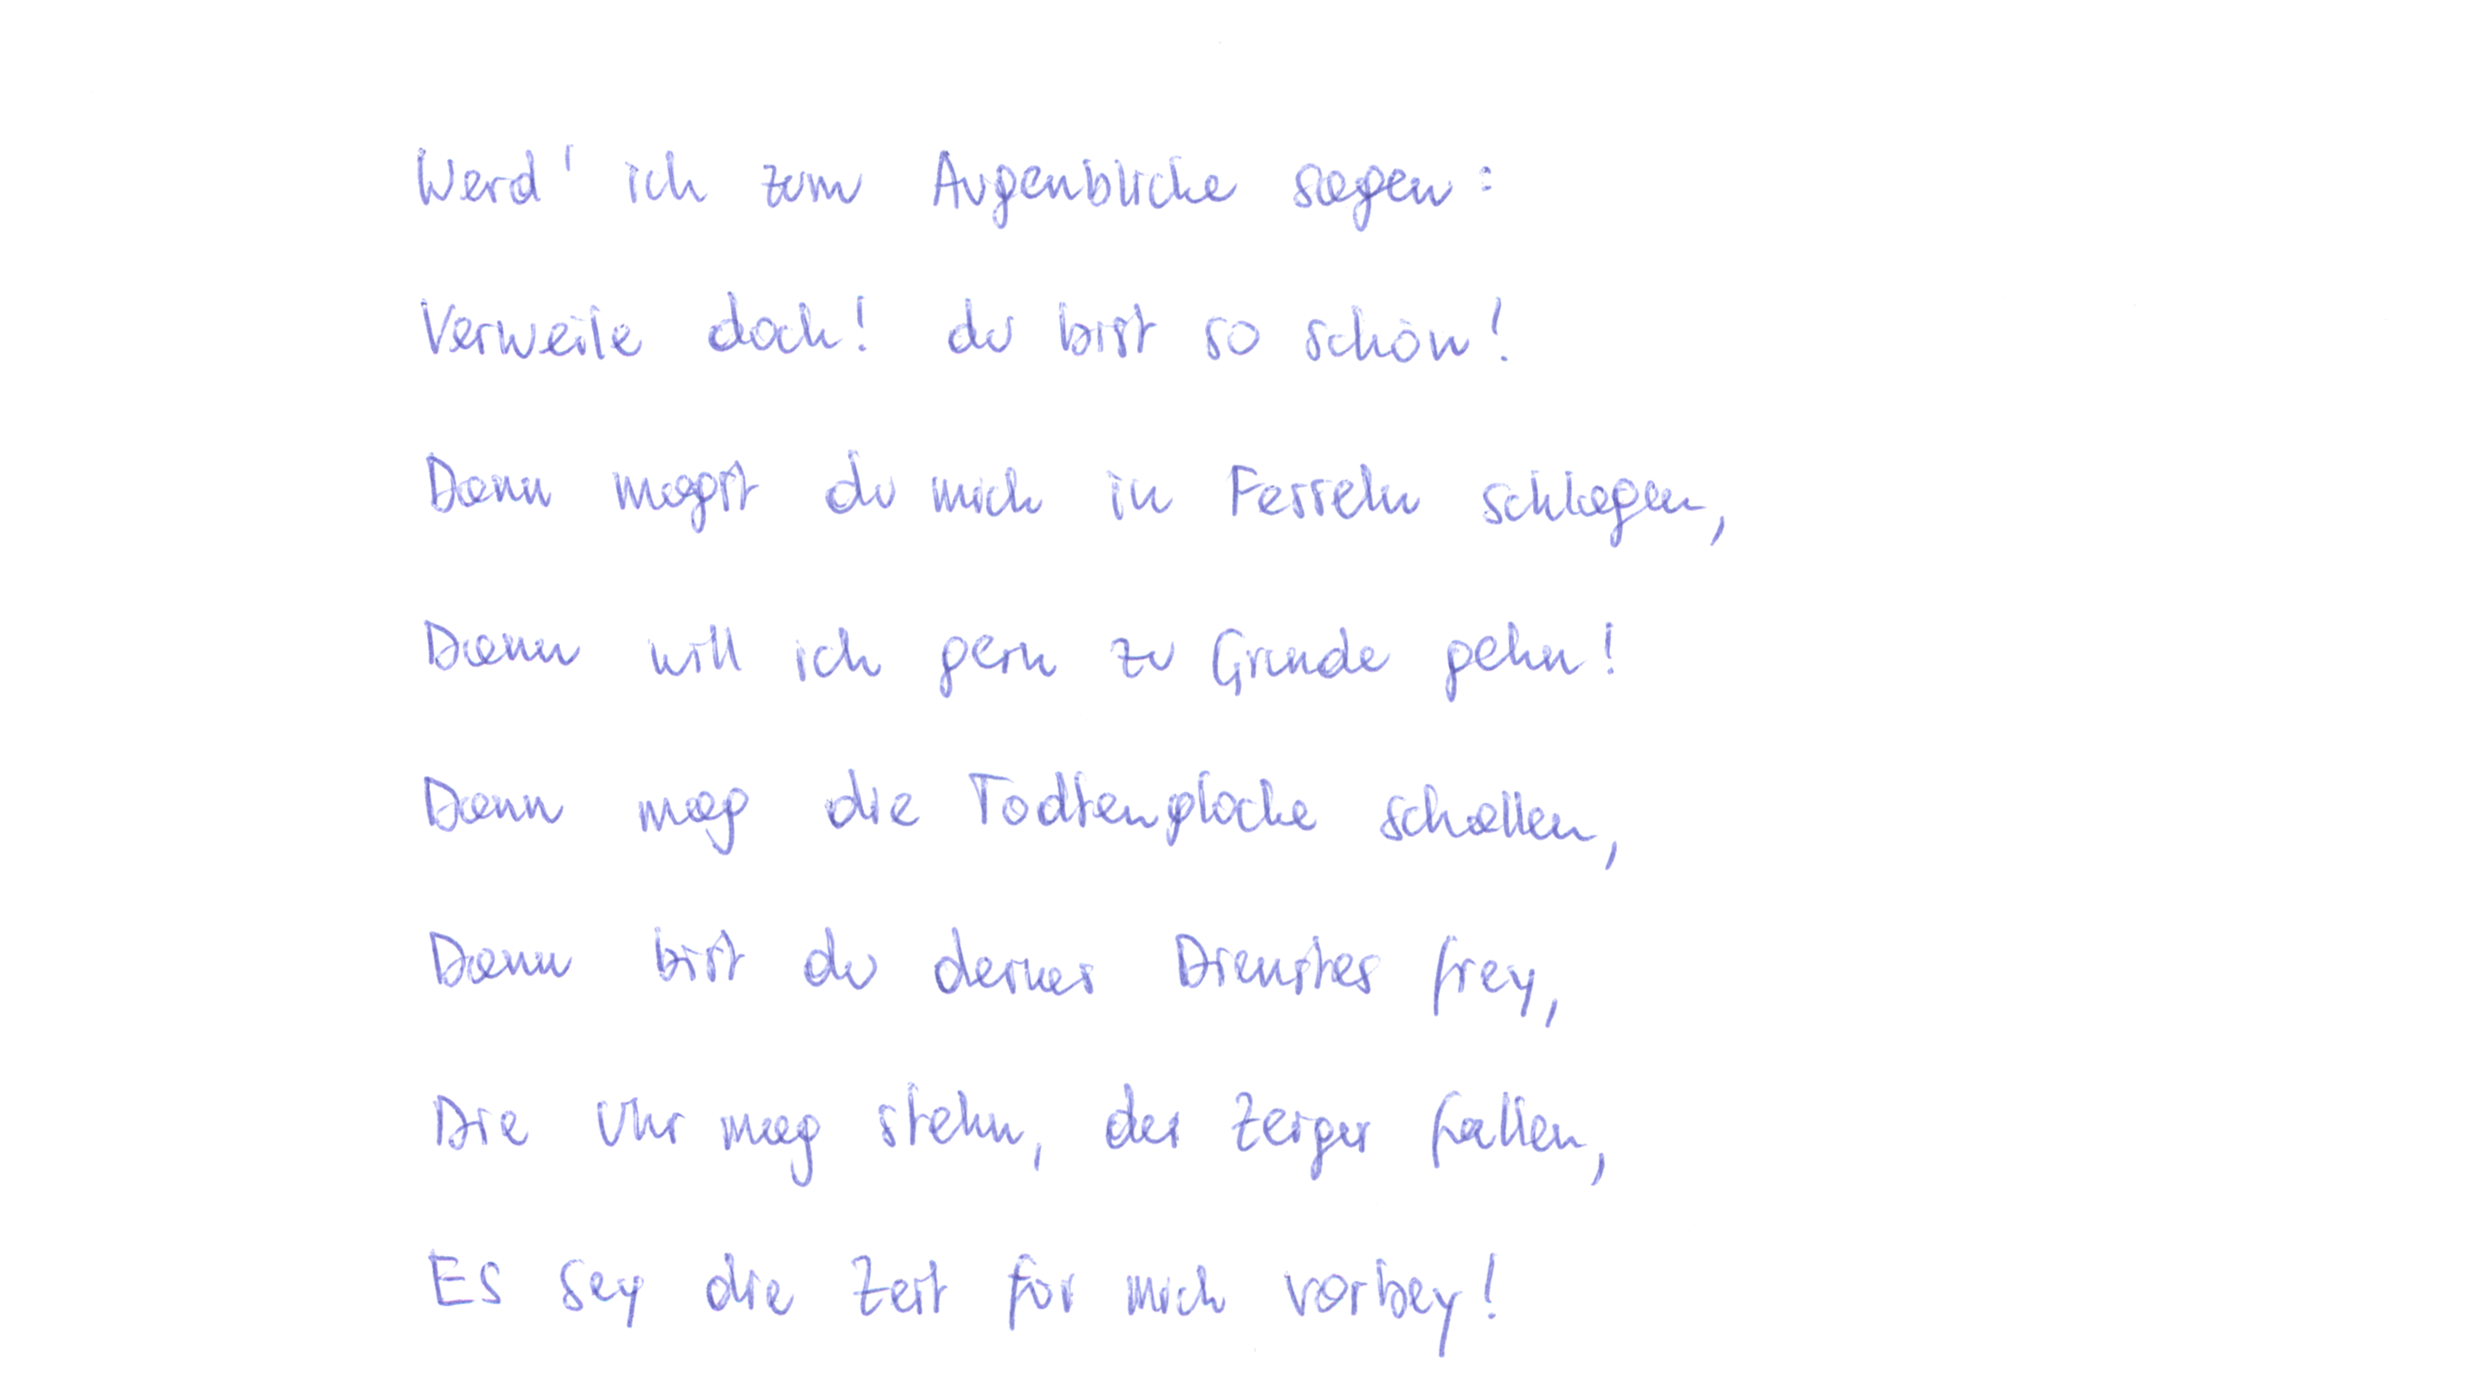 Werd' ich zum Augenblicke sagen:
Verweile doch! du bist so schön!
Dann magst du mich in Fesseln schlagen,
Dann will ich gern zu Grunde gehn!
Dann mag die Todtenglocke schallen,
Dann bist du deines Dienstes frey,
Die Uhr mag stehn, der Zeiger fallen,
Es sey die Zeit für mich vorbey!